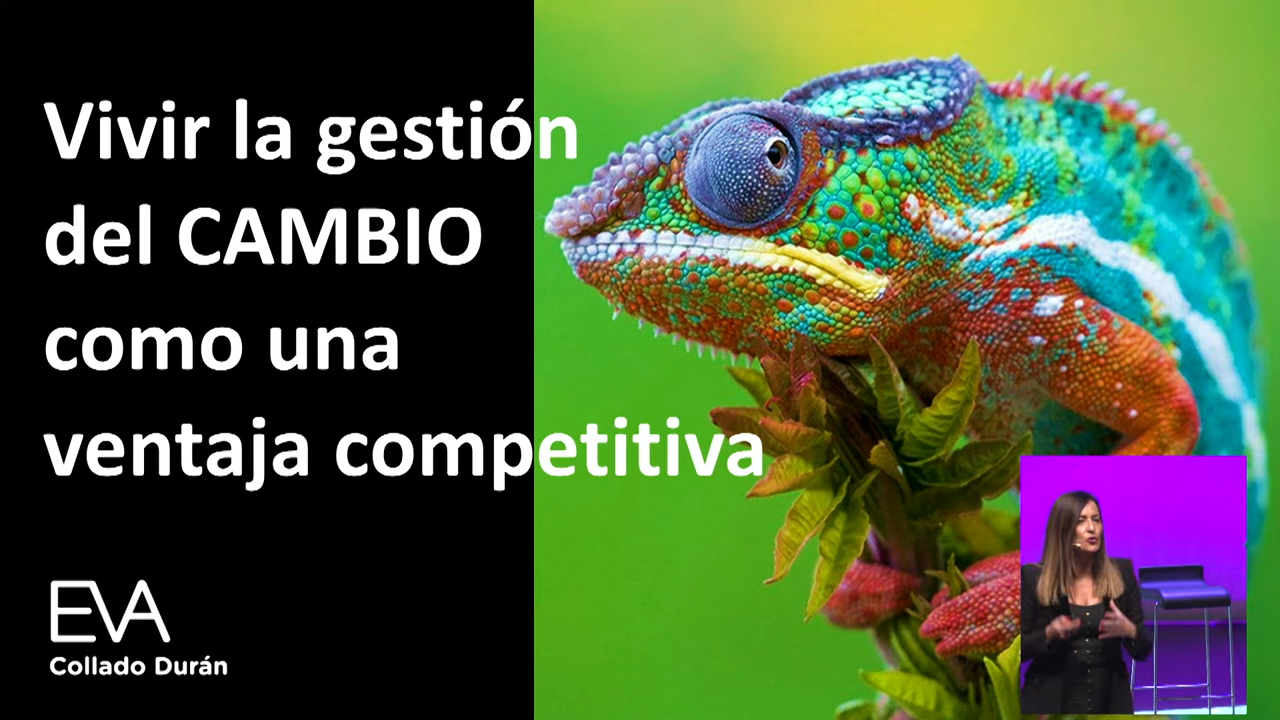 Vivir la gestión
del CAMBIO
como una
ventaja competitiva
EVA
Collado Durán